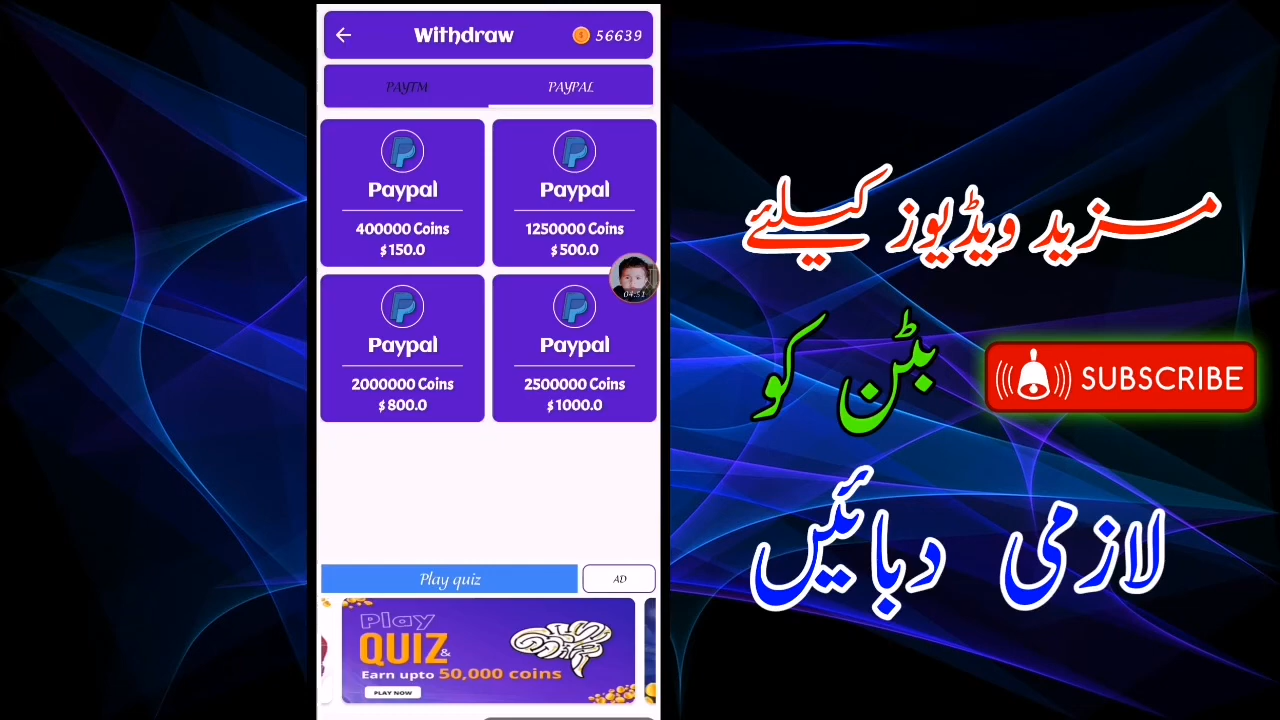 Withdraw
56639
PAYTM
PAYPAL
Paypal
400000 Coins
$150.0
Paypal
1250000 Coins
$500.0
04:51
Paypal
2000000 Coins
$800.0
Paypal
2500000 Coins
$1000.0
Play quiz
AD
Play
QUIZ &
Earn upto 50,000 coins
PLAY NOW
مزید ویڈیوز کیلئے
SUBSCRIBE
بٹن کو
لازمی دبائیں